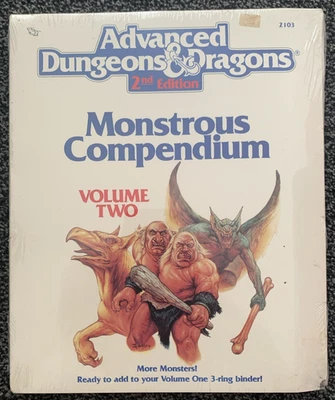 2103
Advanced
Dungeons & Dragons®
2nd Edition
Monstrous
Compendium
VOLUME
TWO
More Monsters!
Ready to add to your Volume One 3-ring binder!